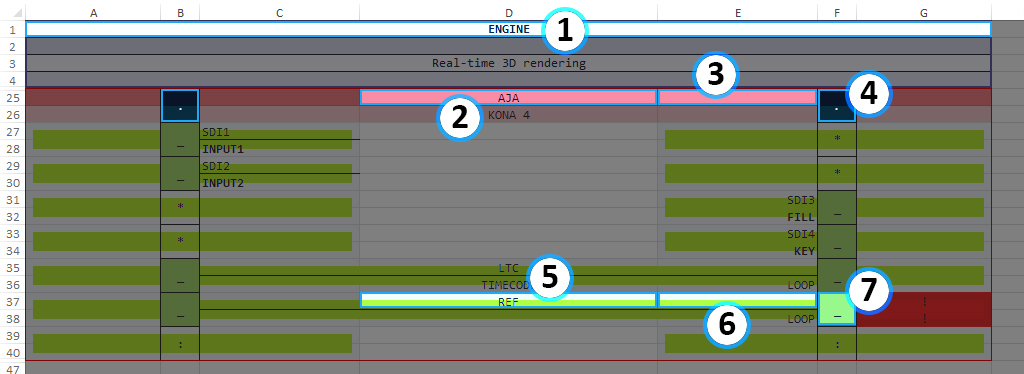 A B C D E F G
1 ENGINE 1
2
3 Real-time 3D rendering
4 3
25 . AJA 4
26 2 KONA 4 .
27 SDI1
28 _ INPUT1 *
29 SDI2
30 _ INPUT2 *
31 * SDI3
32 FILL _
33 * SDI4
34 KEY _
35 LTC 5
36 _ TIMECOD LOOP _
37 REF 7 !
38 _ 6 LOOP _ !
39
40 : :
47